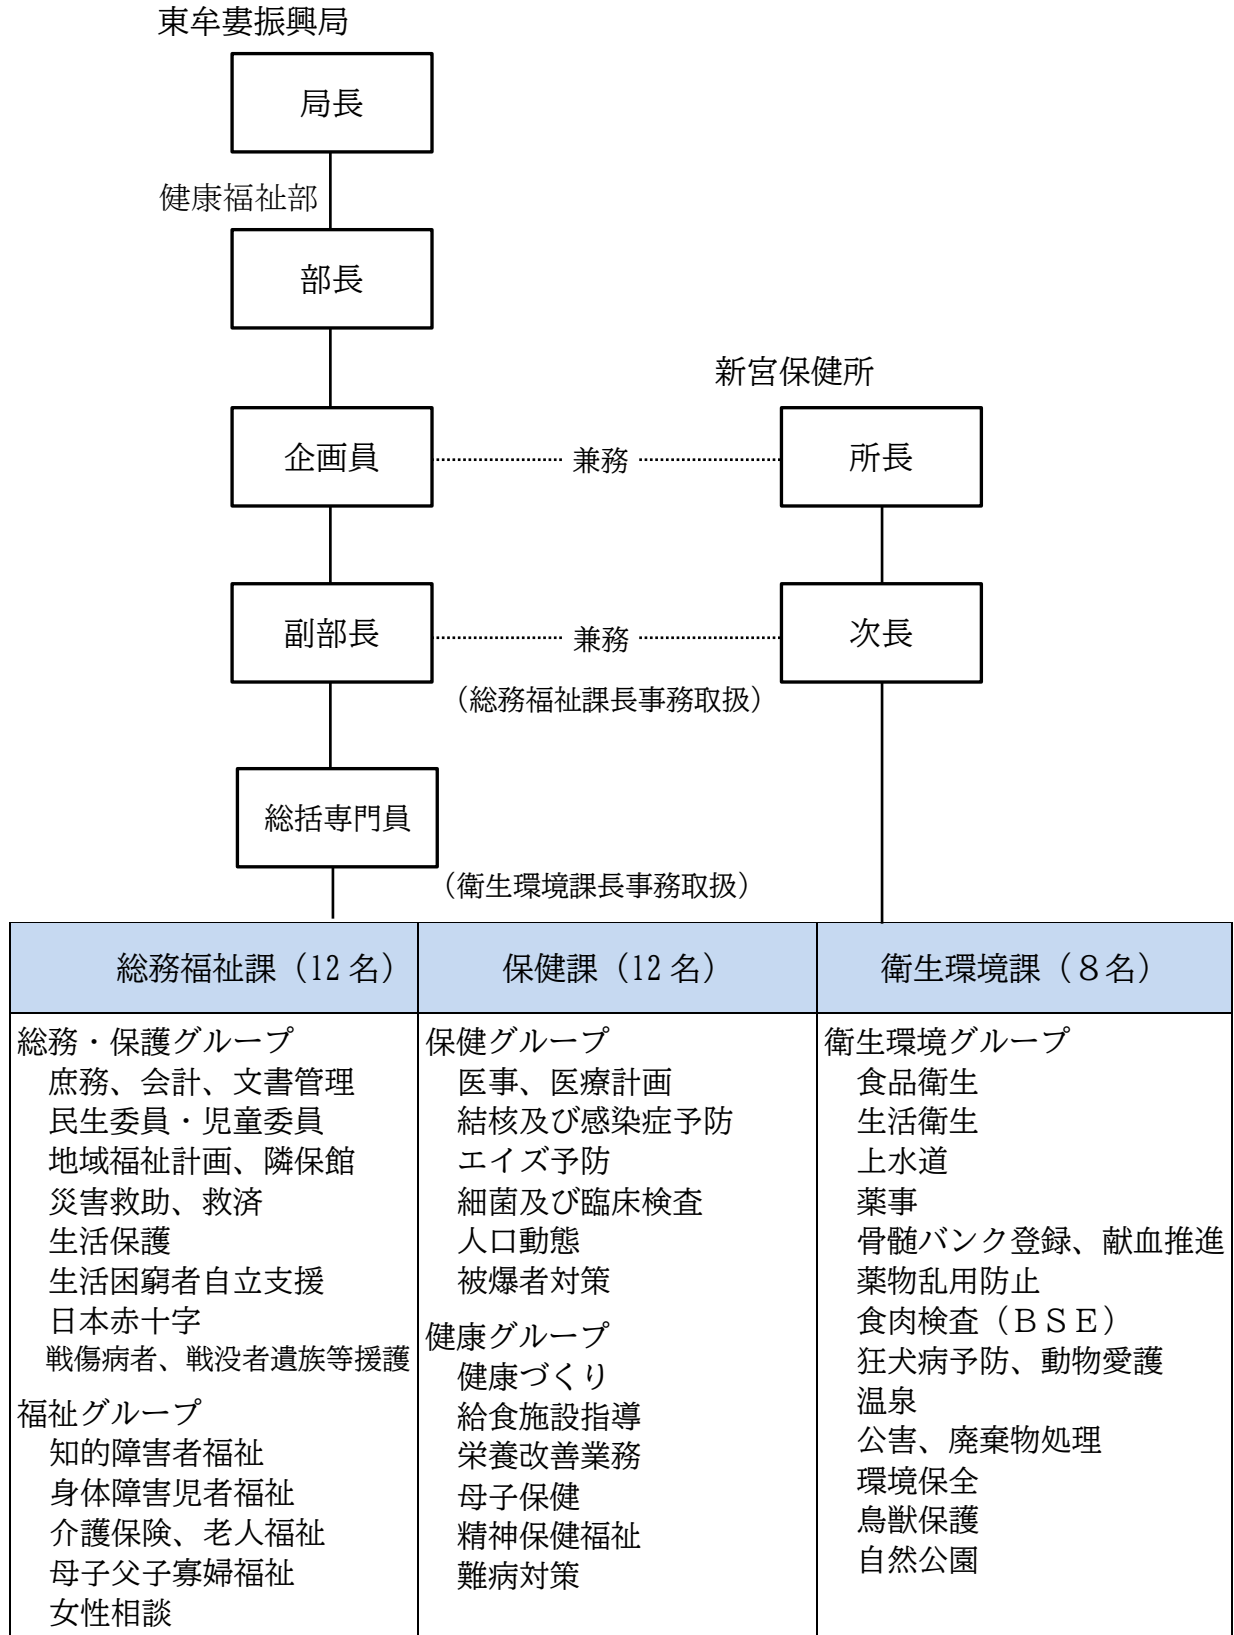 東牟婁振興局
局長
健康福祉部
部長
新宮保健所
企画員
兼務
所長
副部長
兼務
次長
（総務福祉課長事務取扱）
総括専門員
（衛生環境課長事務取扱）
総務福祉課（12 名）
保健課（12 名）
衛生環境課（８名）
総務・保護グループ
庶務、会計、文書管理
民生委員・児童委員
地域福祉計画、隣保館
災害救助、救済
生活保護
生活困窮者自立支援
日本赤十字
戦傷病者、戦没者遺族等援護
福祉グループ
知的障害者福祉
身体障害児者福祉
介護保険、老人福祉
母子父子寡婦福祉
女性相談
保健グループ
医事、医療計画
結核及び感染症予防
エイズ予防
細菌及び臨床検査
人口動態
被爆者対策
健康グループ
健康づくり
給食施設指導
栄養改善業務
母子保健
精神保健福祉
難病対策
衛生環境グループ
食品衛生
生活衛生
上水道
薬事
骨髄バンク登録、献血推進
薬物乱用防止
食肉検査（ＢＳＥ）
狂犬病予防、動物愛護
温泉
公害、廃棄物処理
環境保全
鳥獣保護
自然公園